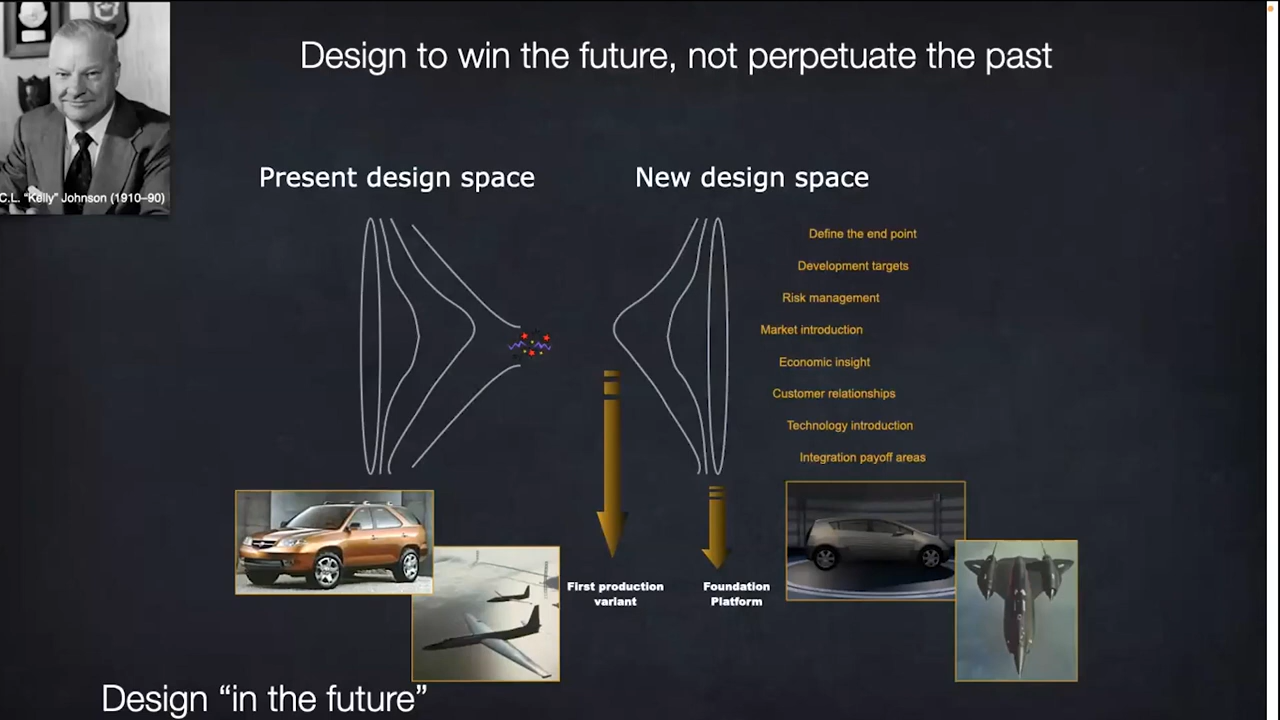 Design to win the future, not perpetuate the past
C.L. “Kelly” Johnson (1910–90)
Present design space
New design space
Define the end point
Development targets
Risk management
Market introduction
Economic insight
Customer relationships
Technology introduction
Integration payoff areas
First production
variant
Foundation
Platform
Design “in the future”